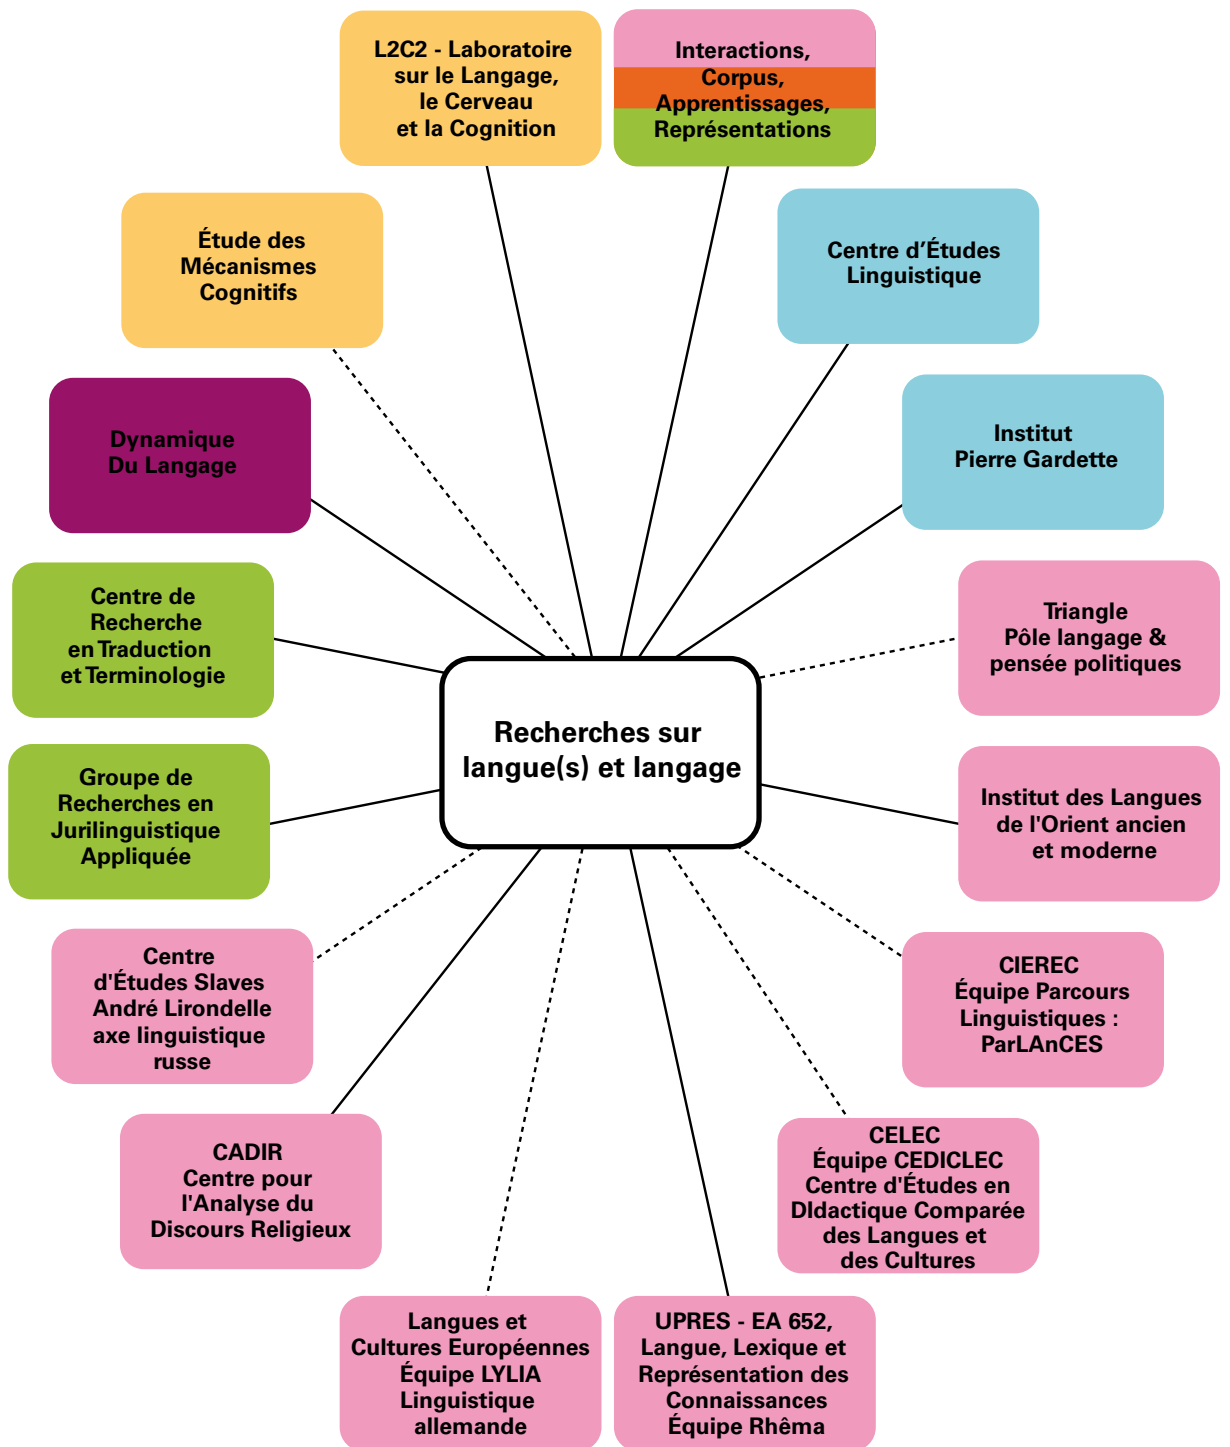 L2C2 - Laboratoire
sur le Langage,
le Cerveau
et la Cognition
Interactions,
Corpus,
Apprentissages,
Représentations
Étude des
Mécanismes
Cognitifs
Centre d’Études
Linguistique
Dynamique
Du Langage
Institut
Pierre Gardette
Centre de
Recherche
en Traduction
et Terminologie
Triangle
Pôle langage &
pensée politiques
Recherches sur
langue(s) et langage
Groupe de
Recherches en
Jurilinguistique
Appliquée
Institut des Langues
de l'Orient ancien
et moderne
Centre
d'Études Slaves
André Lirondelle
axe linguistique
russe
CIEREC
Équipe Parcours
Linguistiques :
ParLAnCES
CADIR
Centre pour
l'Analyse du
Discours Religieux
CELEC
Équipe CEDICLEC
Centre d'Études en
DIdactique Comparée
des Langues et
des Cultures
Langues et
Cultures Européennes
Équipe LYLIA
Linguistique
allemande
UPRES - EA 652,
Langue, Lexique et
Représentation des
Connaissances
Équipe Rhêma